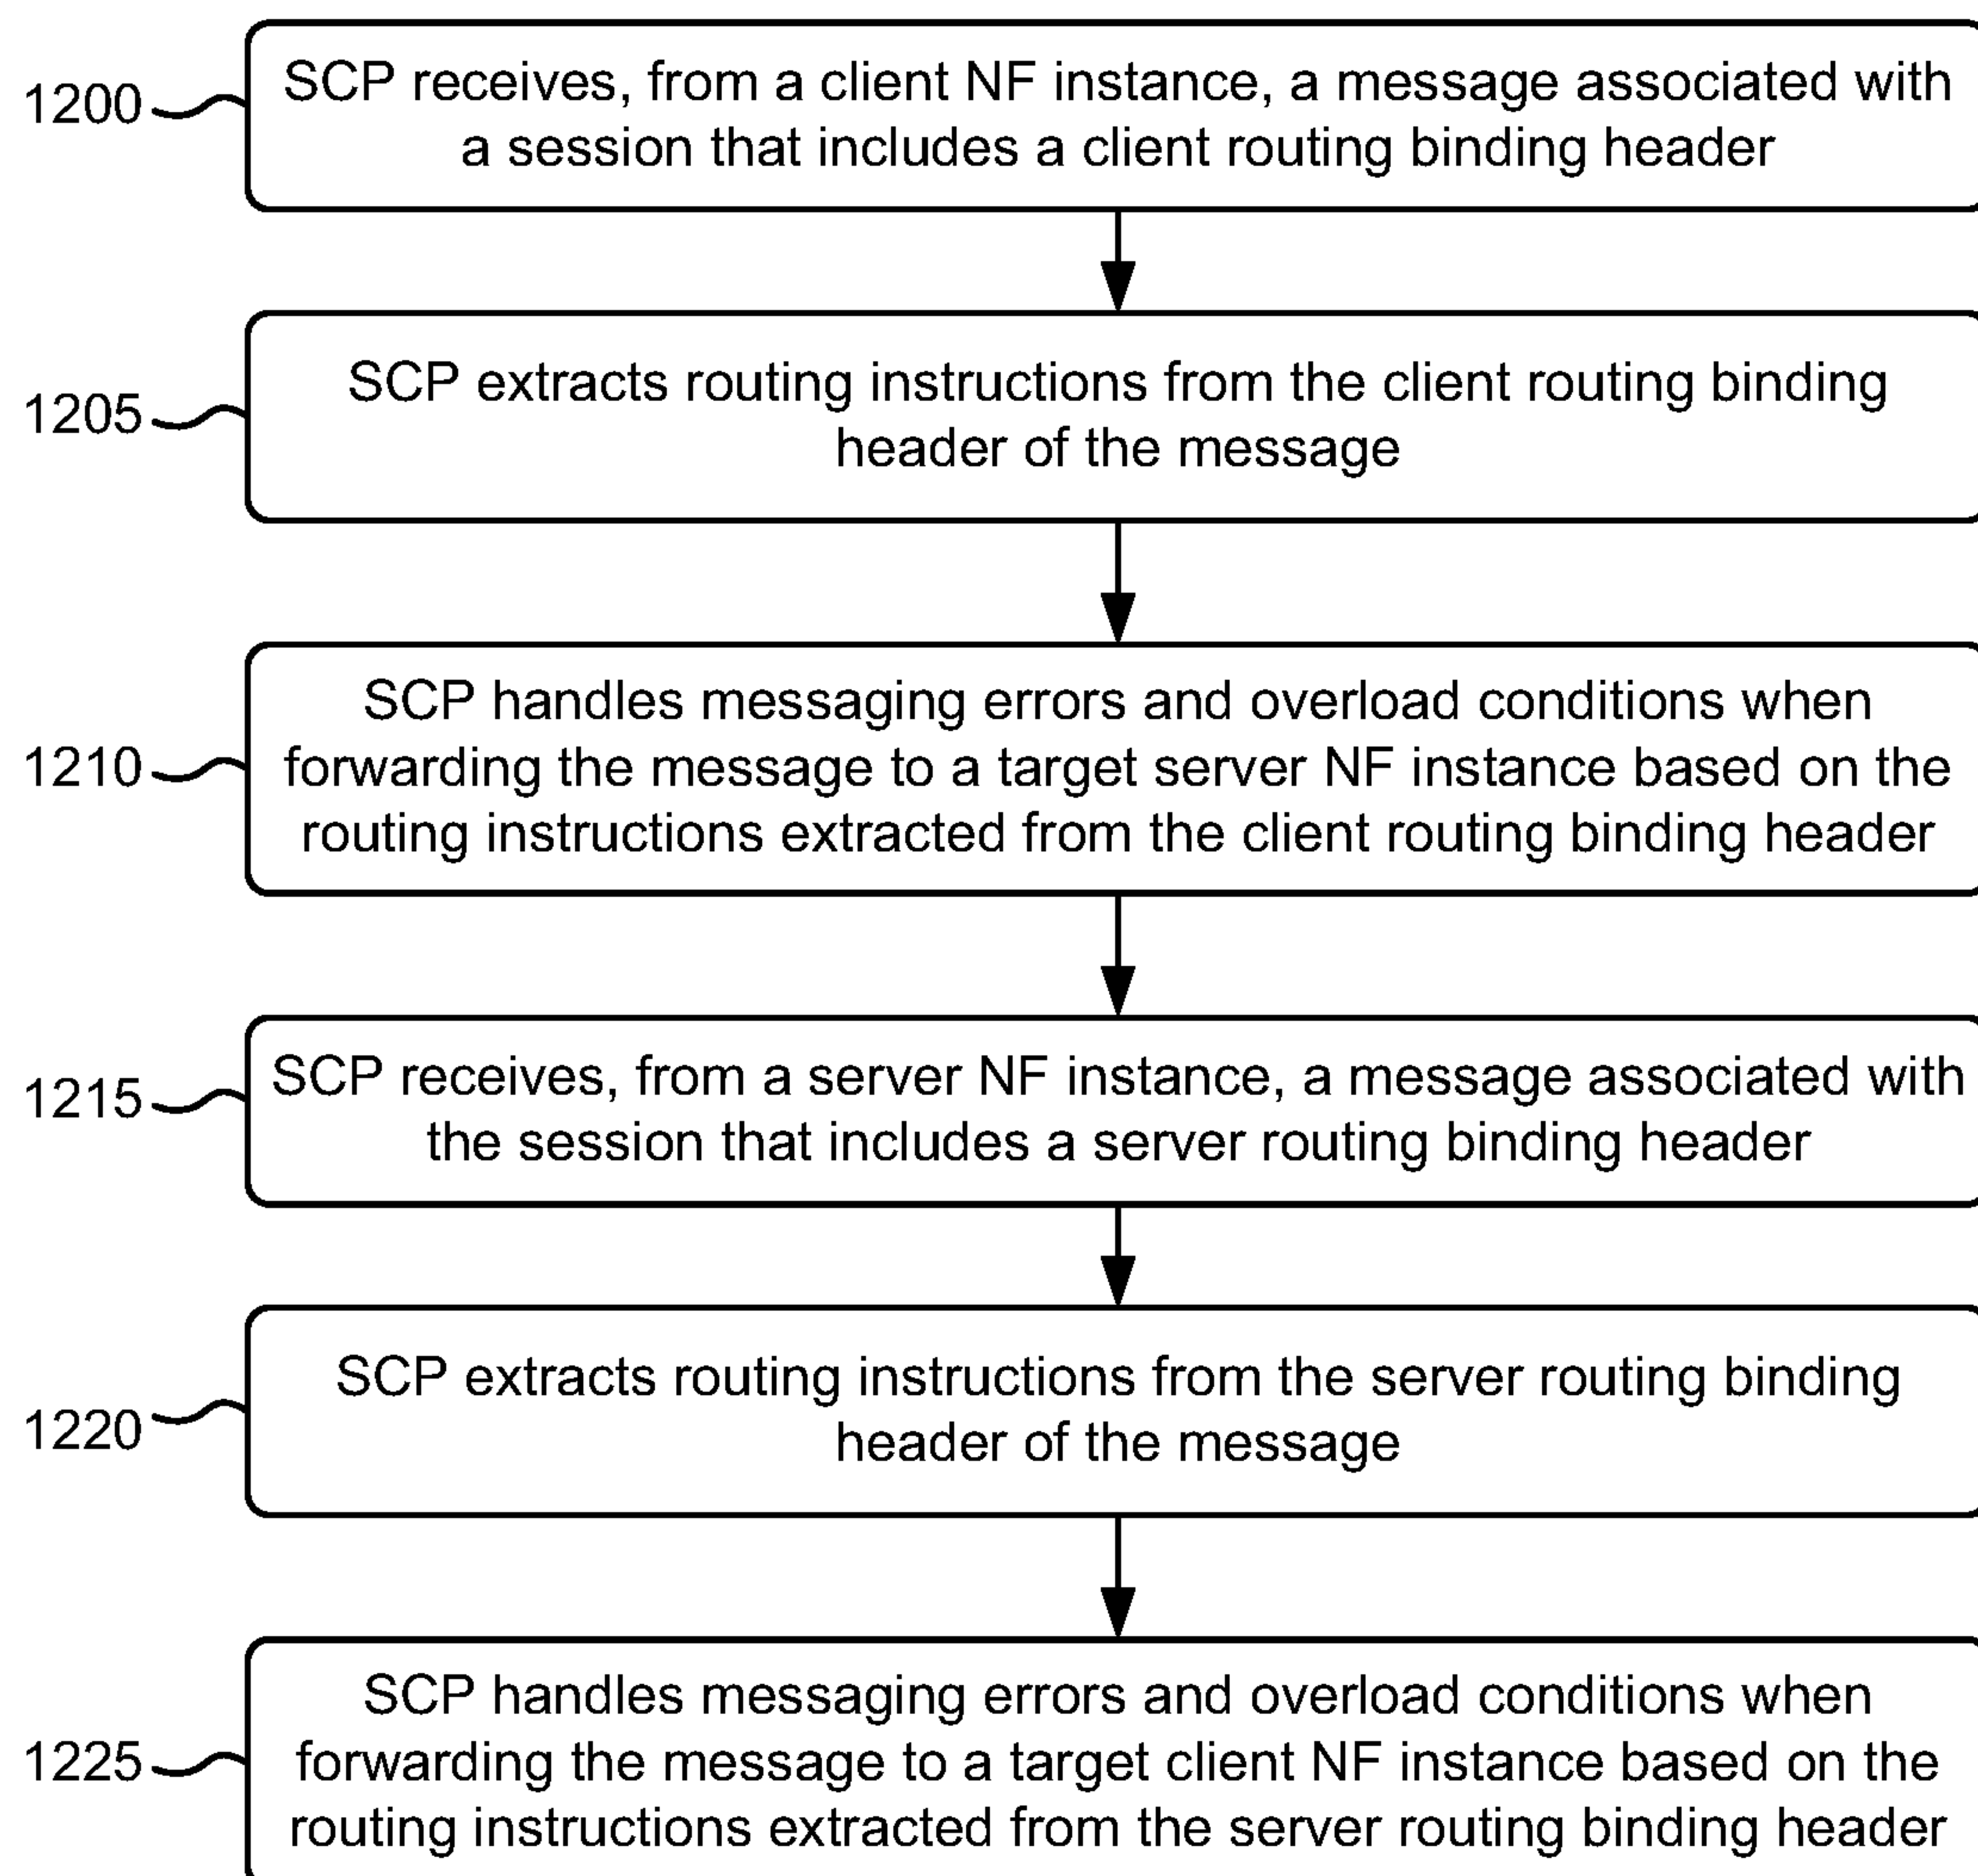 1200
SCP receives, from a client NF instance, a message associated with
a session that includes a client routing binding header
1205
SCP extracts routing instructions from the client routing binding
header of the message
1210
SCP handles messaging errors and overload conditions when
forwarding the message to a target server NF instance based on the
routing instructions extracted from the client routing binding header
1215
SCP receives, from a server NF instance, a message associated with
the session that includes a server routing binding header
1220
SCP extracts routing instructions from the server routing binding
header of the message
1225
SCP handles messaging errors and overload conditions when
forwarding the message to a target client NF instance based on the
routing instructions extracted from the server routing binding header